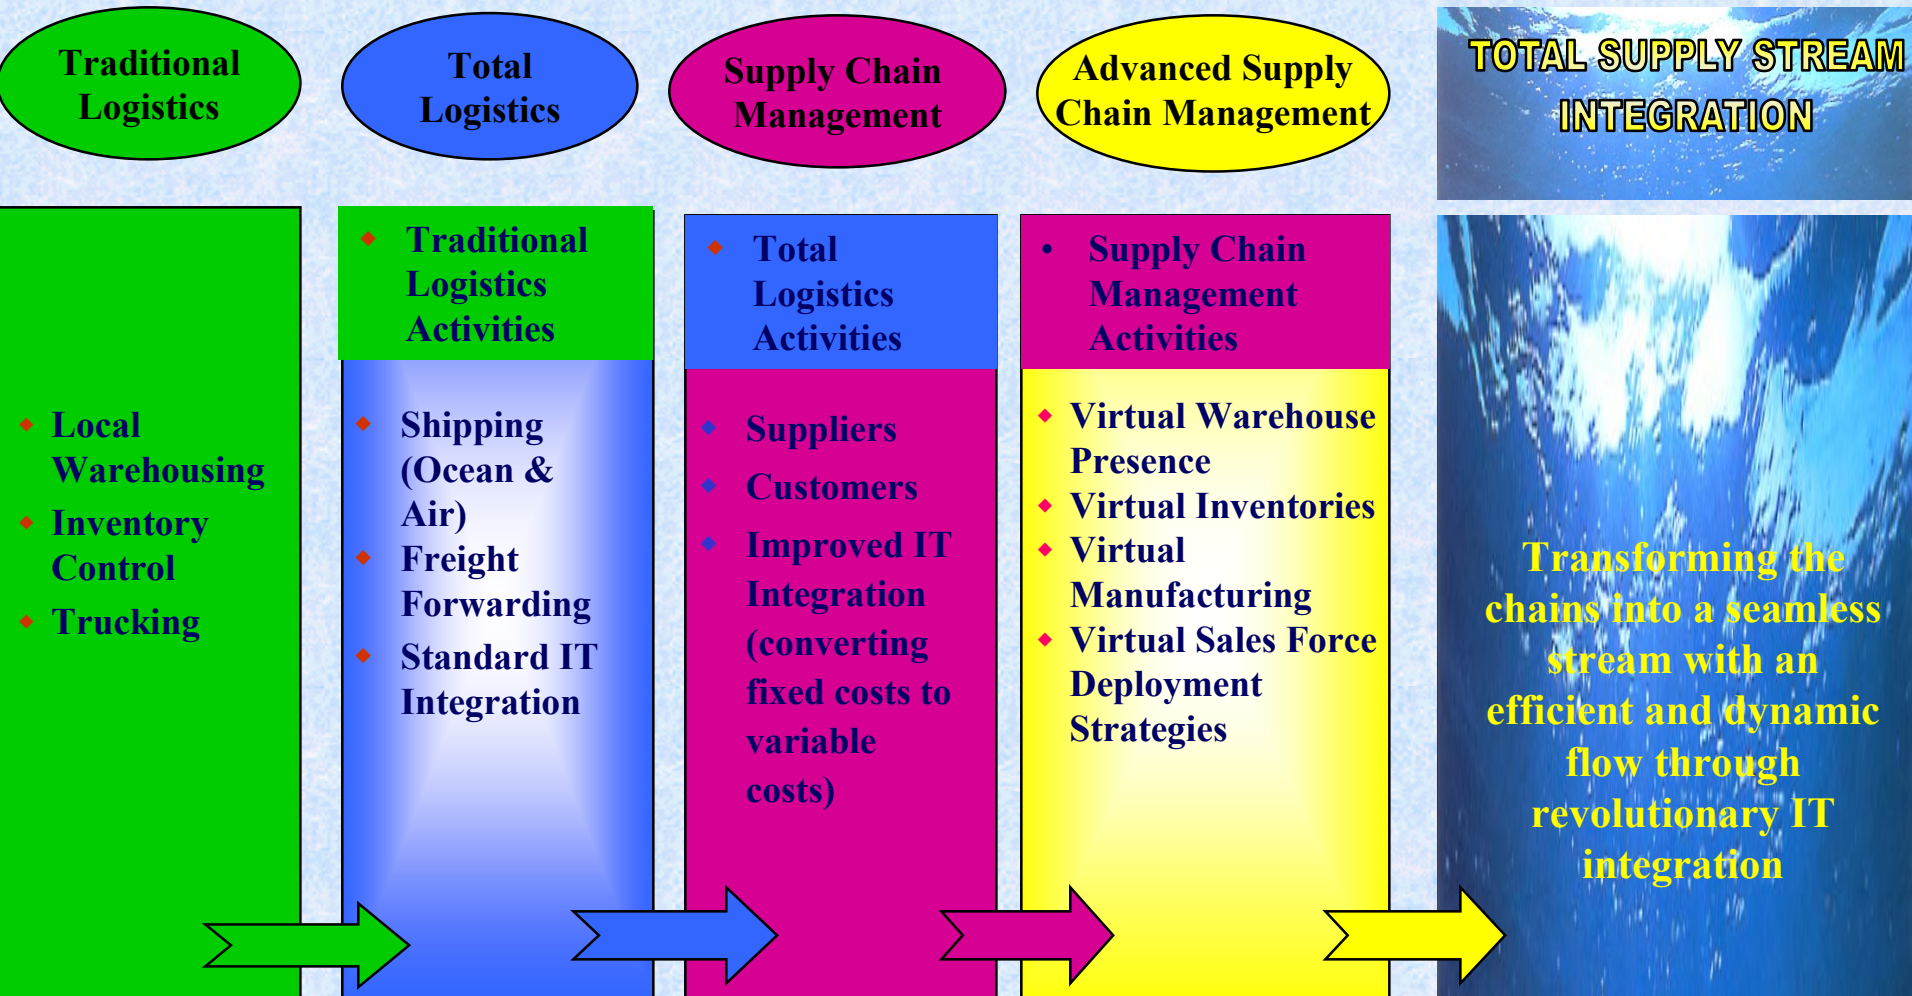 Traditional
Logistics
Total
Logistics
Supply Chain
Management
Advanced Supply
Chain Management
TOTAL SUPPLY STREAM
INTEGRATION
Local
Warehousing
Inventory
Control
Trucking
Traditional
Logistics
Activities
Shipping
(Ocean &
Air)
Freight
Forwarding
Standard IT
Integration
Total
Logistics
Activities
Suppliers
Customers
Improved IT
Integration
(converting
fixed costs to
variable
costs)
Supply Chain
Management
Activities
Virtual Warehouse
Presence
Virtual Inventories
Virtual
Manufacturing
Virtual Sales Force
Deployment
Strategies
Transforming the
chains into a seamless
stream with an
efficient and dynamic
flow through
revolutionary IT
integration